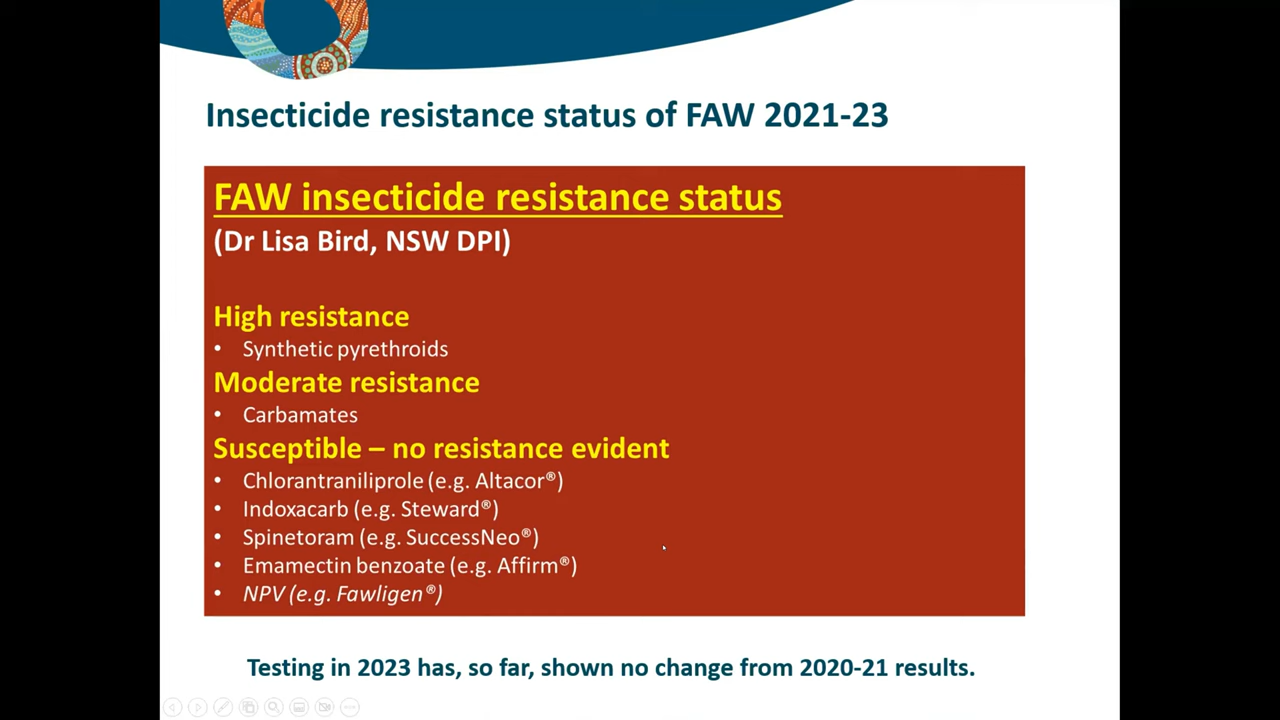 Insecticide resistance status of FAW 2021-23
FAW insecticide resistance status
(Dr Lisa Bird, NSW DPI)
High resistance
• Synthetic pyrethroids
Moderate resistance
• Carbamates
Susceptible – no resistance evident
• Chlorantraniliprole (e.g. Altacor®)
• Indoxacarb (e.g. Steward®)
• Spinetoram (e.g. SuccessNeo®)
• Emamectin benzoate (e.g. Affirm®)
• NPV (e.g. Fawligen®)
Testing in 2023 has, so far, shown no change from 2020-21 results.